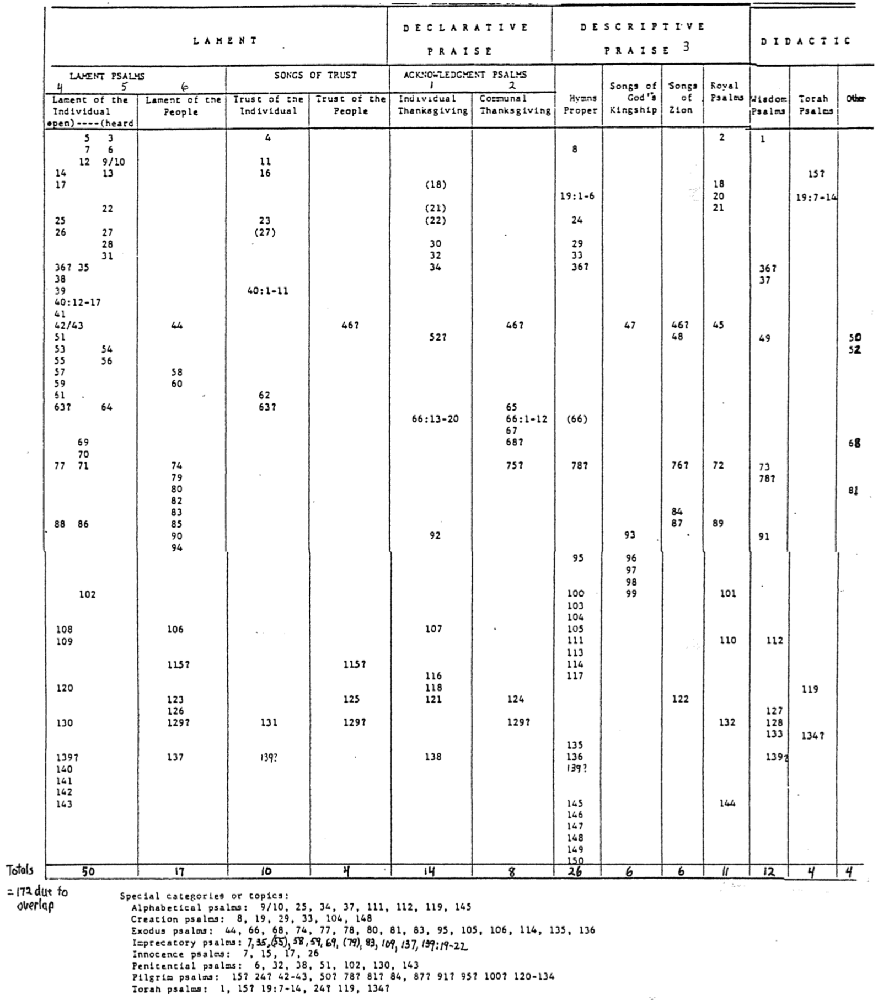 LAMENT DECLARATIVE PRAISE DESCRIPTIVE PRAISE 3 DIDACTIC
LAMENT PSALMS SONGS OF TRUST ACKNOWLEDGMENT PSALMS
4 5 6 1 2
Lament of the Individual open)----(heard
Lament of the People
Trust of the Individual
Trust of the People
Individual Thanksgiving
Communal Thanksgiving
Hymns Proper
Songs of God's Kingship
Songs of Zion
Royal Psalms
Wisdom Psalms
Torah Psalms
Other
5 3 4 2 1
7 6 8
12 9/10 11
14 13 16 15?
17 (18) 18
19:1-6 20 19:7-14
22 (21) 21
25 23 (22) 24
26 27 (27)
28 30 29
31 32 33
36? 35 34 36? 36?
38 37
39 40:1-11
40:12-17
41
42/43 44 46? 46? 47 46? 45
51 52? 48 49 50
53 54 52
55 56
57 58
59 60
61 62
63? 64 63? 65
66:13-20 66:1-12 (66)
67
69 68? 68
70
77 71 74 75? 78? 76? 72 73
79 78?
80 81
82
83 84
88 86 85 87 89
90 92 93 91
94
95 96
97
98
102 100 99 101
103
104
108 106 107 105
109 111 110 112
113
115? 115? 114
116 117
120 118 119
123 125 121 124 122
126 127
130 129? 131 129? 129? 132 128
133 134?
135
139? 137 139? 138 136 139?
140 139?
141
142
143 145 144
146
147
148
149
150
Totals 50 17 10 4 14 8 26 6 6 11 12 4 4
=172 due to
overlap
Special categories or topics:
Alphabetical psalms: 9/10, 25, 34, 37, 111, 112, 119, 145
Creation psalms: 8, 19, 29, 33, 104, 148
Exodus psalms: 44, 66, 68, 74, 77, 78, 80, 81, 83, 95, 105, 106, 114, 135, 136
Imprecatory psalms: 7, 35, (55), 58, 59, 69, (79), 83, 109, 137, 139:19-22
Innocence psalms: 7, 15, 17, 26
Penitential psalms: 6, 32, 38, 51, 102, 130, 143
Pilgrim psalms: 15? 24? 42-43, 50? 78? 81? 84, 87? 91? 95? 100? 120-134
Torah psalms: 1, 15? 19:7-14, 24? 119, 134?